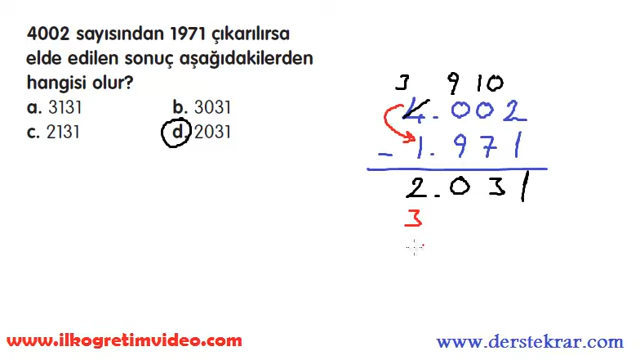 4002 sayısından 1971 çıkarılırsa
elde edilen sonuç aşağıdakilerden
hangisi olur?
a. 3131 b. 3031
c. 2131 d. 2031
3 9 10
4.002
- 1.971
2.031
3
www.ilkogretimvideo.com www.derstekrar.com